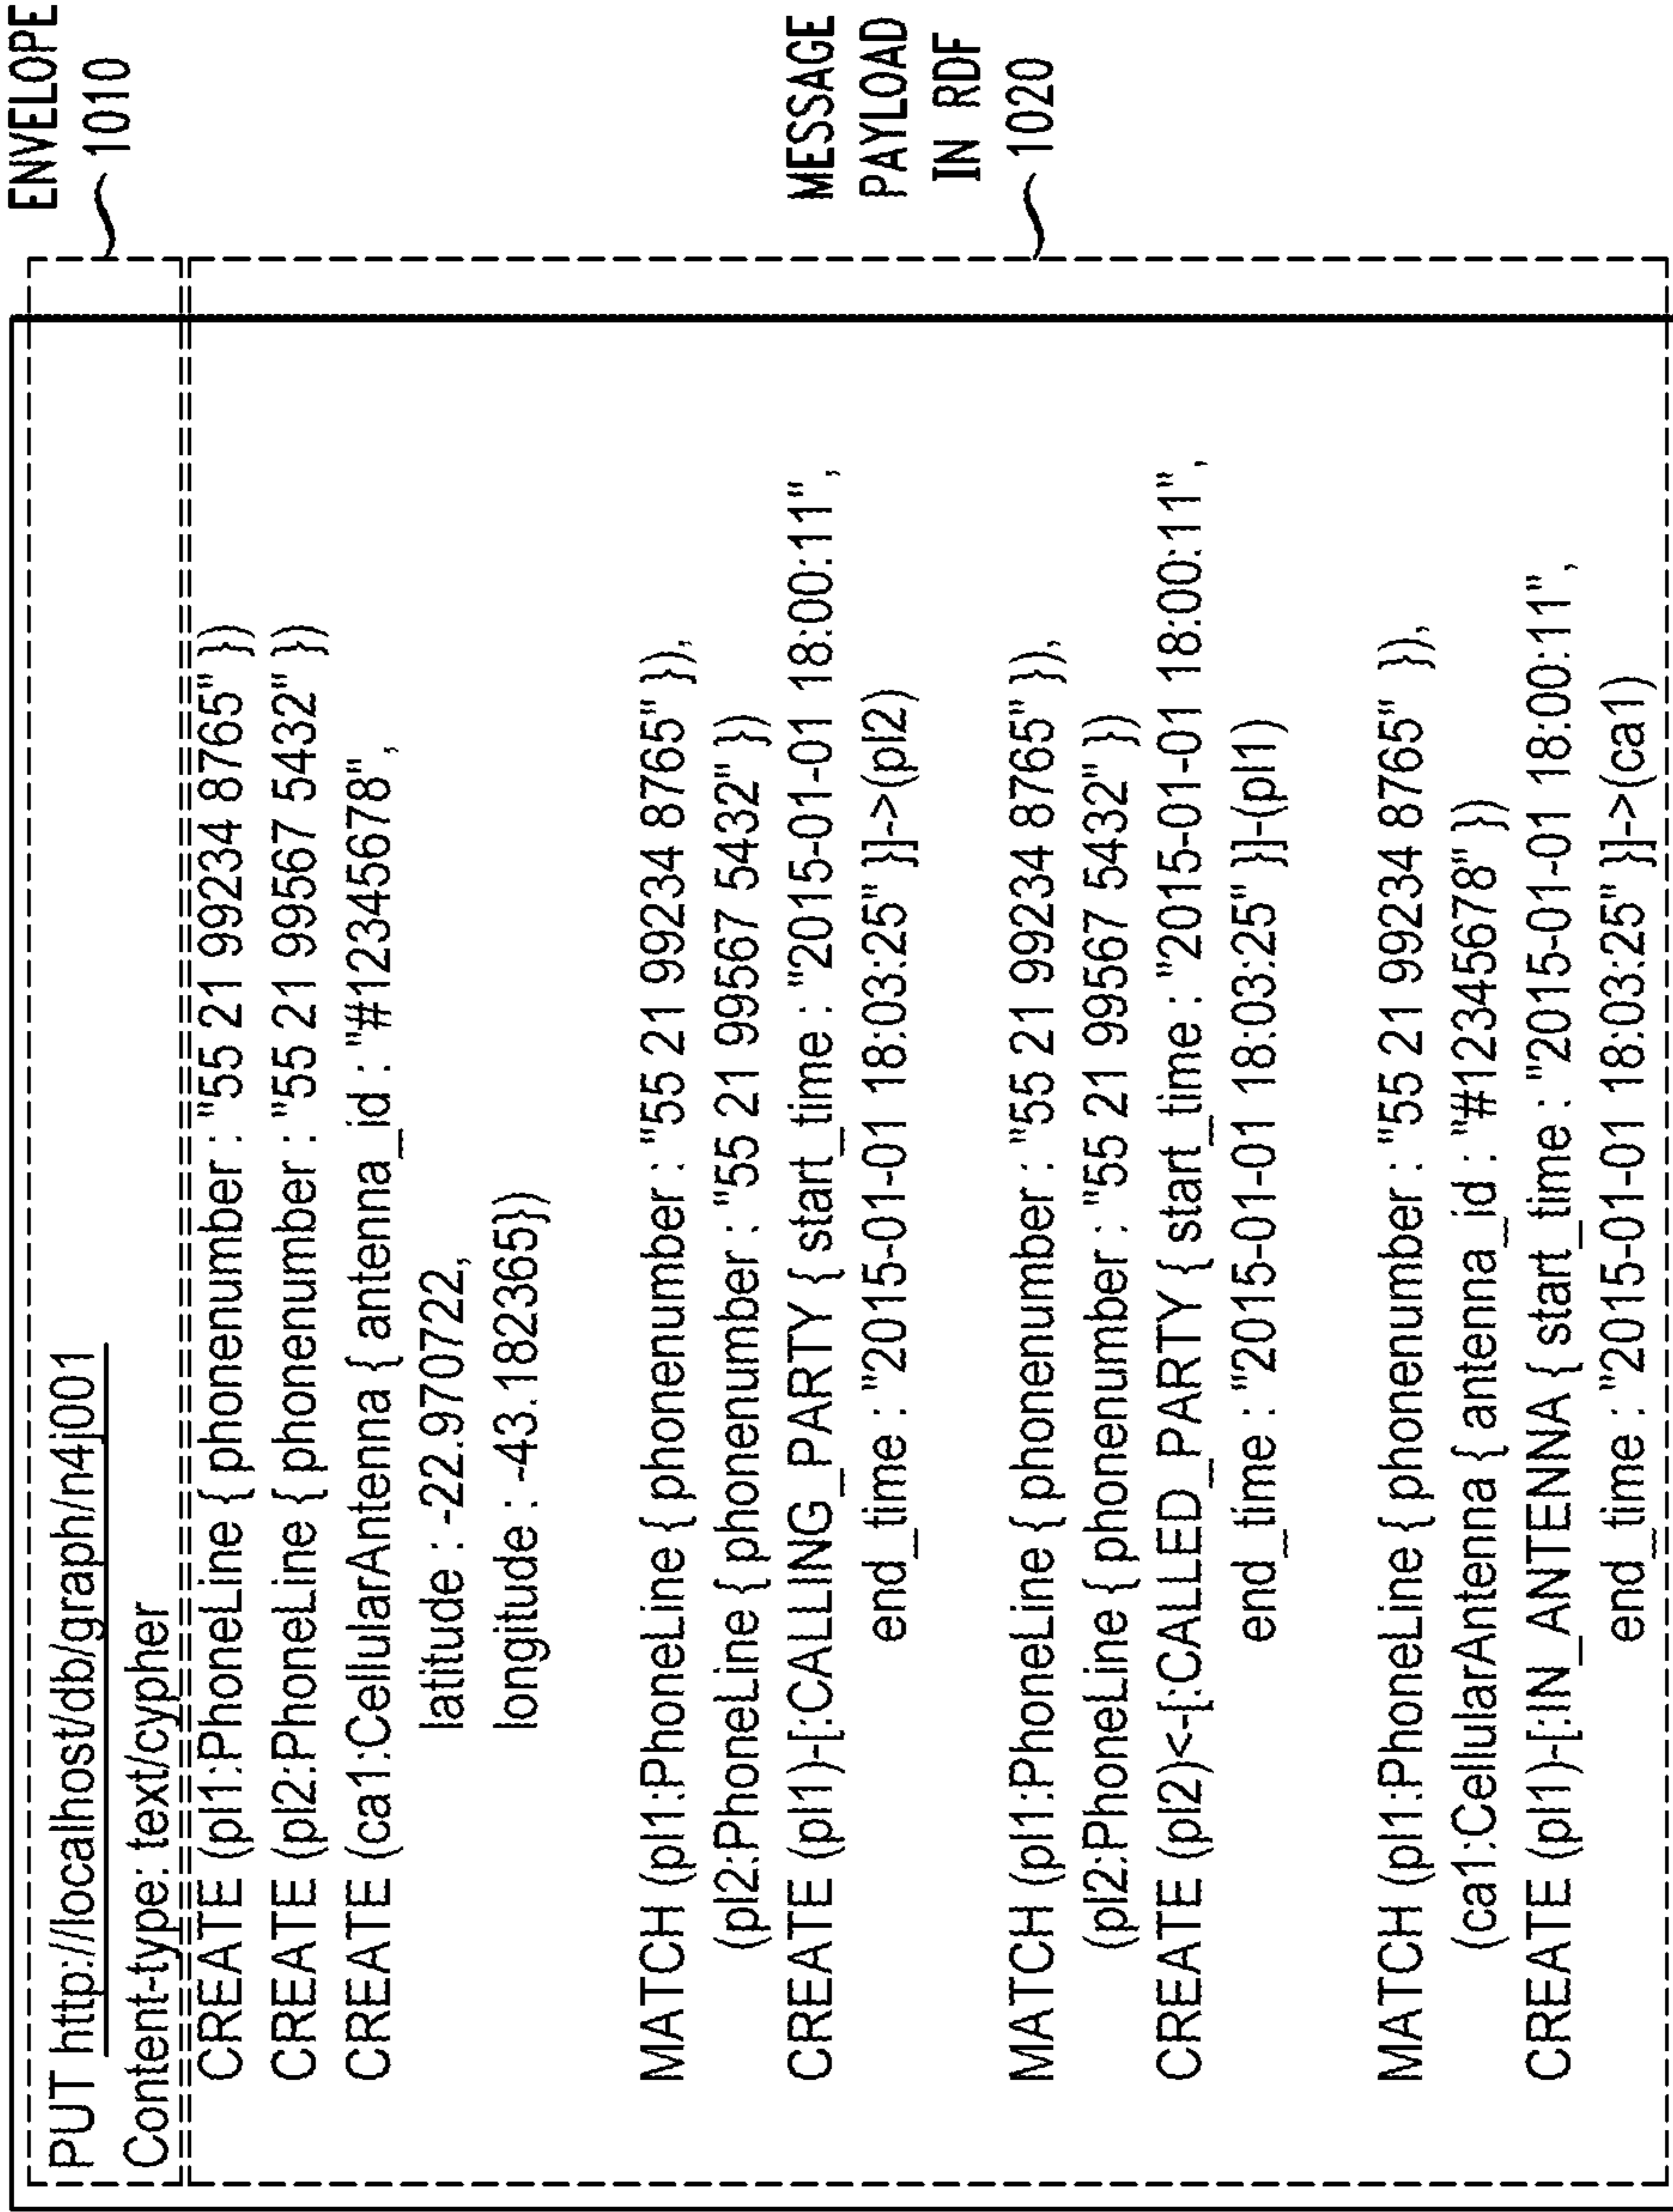 PUT http://localhost/db/graph/n4j001
Content-type: text/cypher
CREATE (pl1:PhoneLine { phonenumber : "55 21 99234 8765" })
CREATE (pl2:PhoneLine { phonenumber : "55 21 99567 5432" })
CREATE (ca1:CellularAntenna { antenna_id : "#12345678",
latitude : -22.970722,
longitude : -43.182365})
MATCH (pl1:PhoneLine { phonenumber : "55 21 99234 8765" }),
(pl2:PhoneLine { phonenumber : "55 21 99567 5432" })
CREATE (pl1)-[:CALLING_PARTY { start_time : "2015-01-01 18:00:11",
end_time : "2015-01-01 18:03:25" }]->(pl2)
MATCH (pl1:PhoneLine { phonenumber : "55 21 99234 8765" }),
(pl2:PhoneLine { phonenumber : "55 21 99567 5432" })
CREATE (pl2)<-[:CALLED_PARTY { start_time : "2015-01-01 18:00:11",
end_time : "2015-01-01 18:03:25" }]-(pl1)
MATCH (pl1:PhoneLine { phonenumber : "55 21 99234 8765" }),
(ca1:CellularAntenna { antenna_id : "#12345678" })
CREATE (pl1)-[:IN_ANTENNA { start_time : "2015-01-01 18:00:11",
end_time : "2015-01-01 18:03:25" }]->(ca1)
ENVELOPE
1010
MESSAGE
PAYLOAD
IN RDF
1020